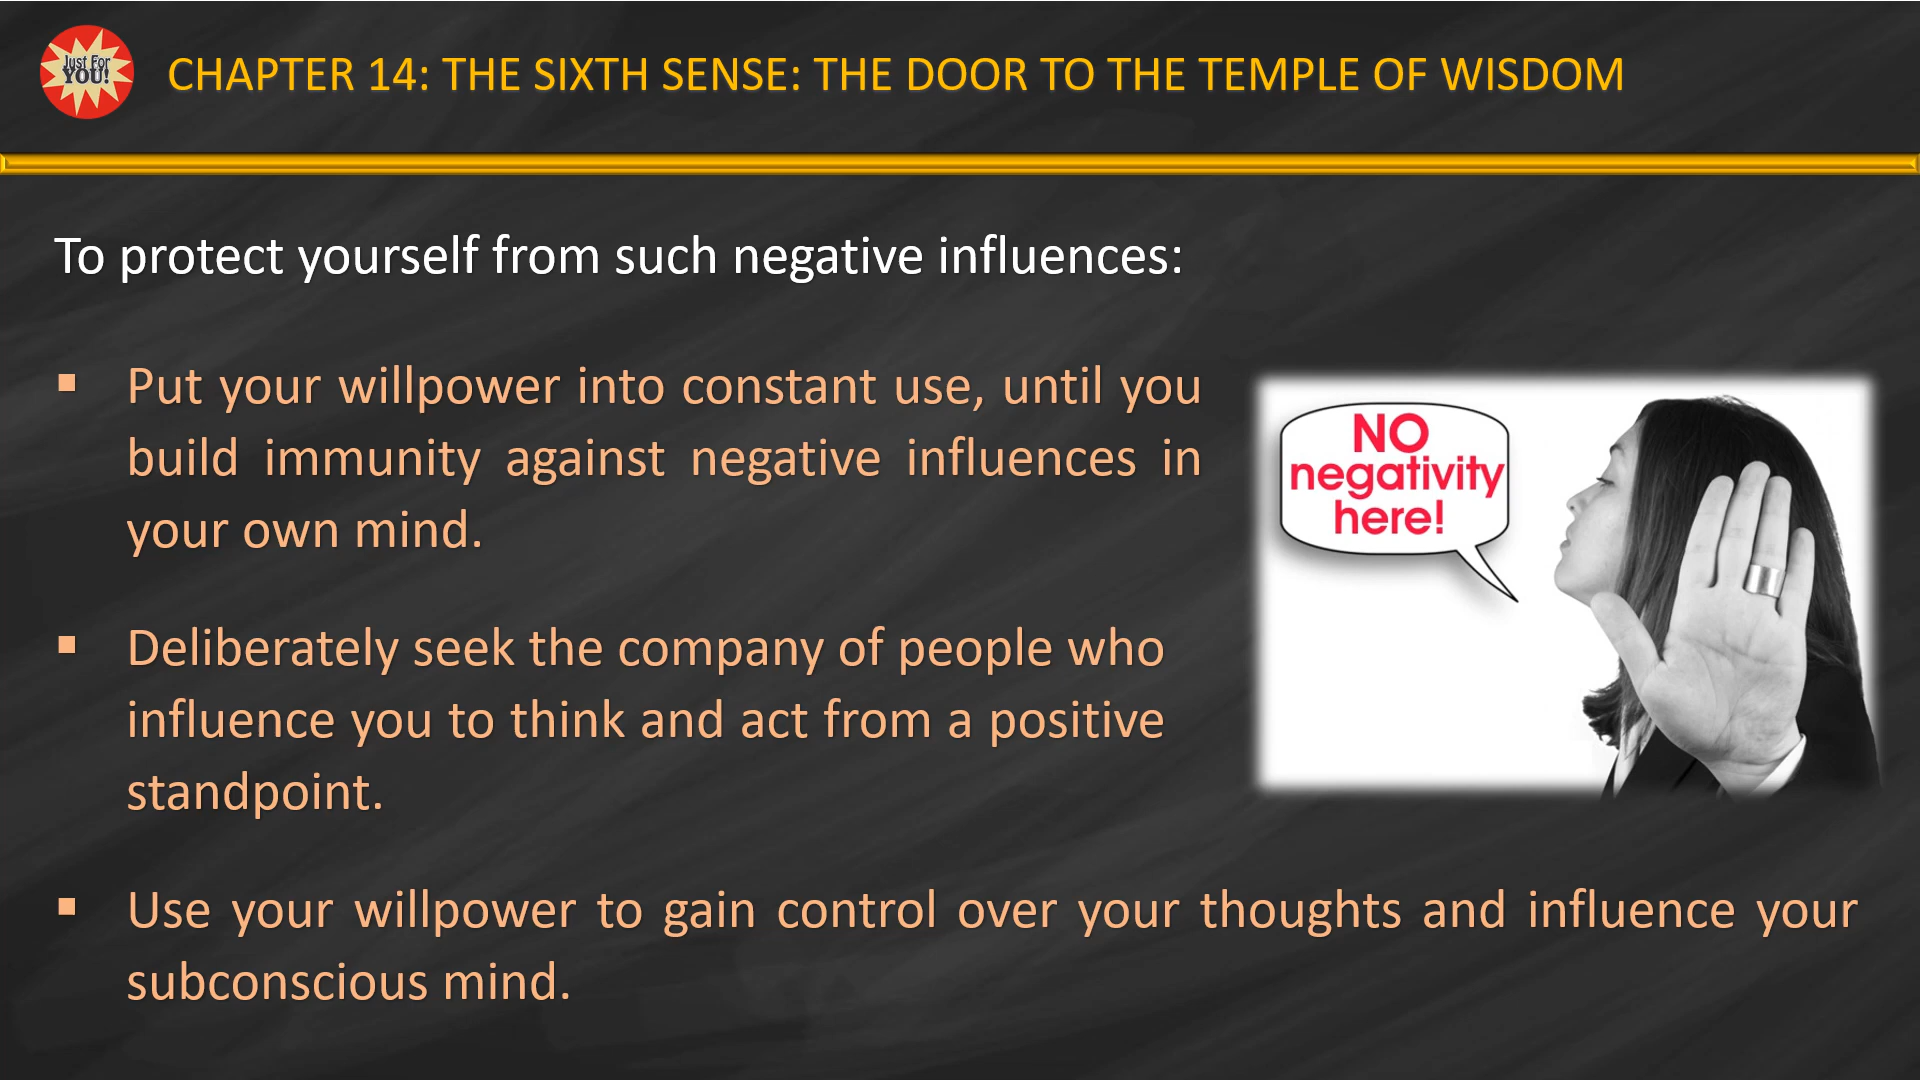 Just For
YOU!
CHAPTER 14: THE SIXTH SENSE: THE DOOR TO THE TEMPLE OF WISDOM
To protect yourself from such negative influences:
▪ Put your willpower into constant use, until you
build immunity against negative influences in
your own mind.
▪ Deliberately seek the company of people who
influence you to think and act from a positive
standpoint.
▪ Use your willpower to gain control over your thoughts and influence your
subconscious mind.
NO
negativity
here!